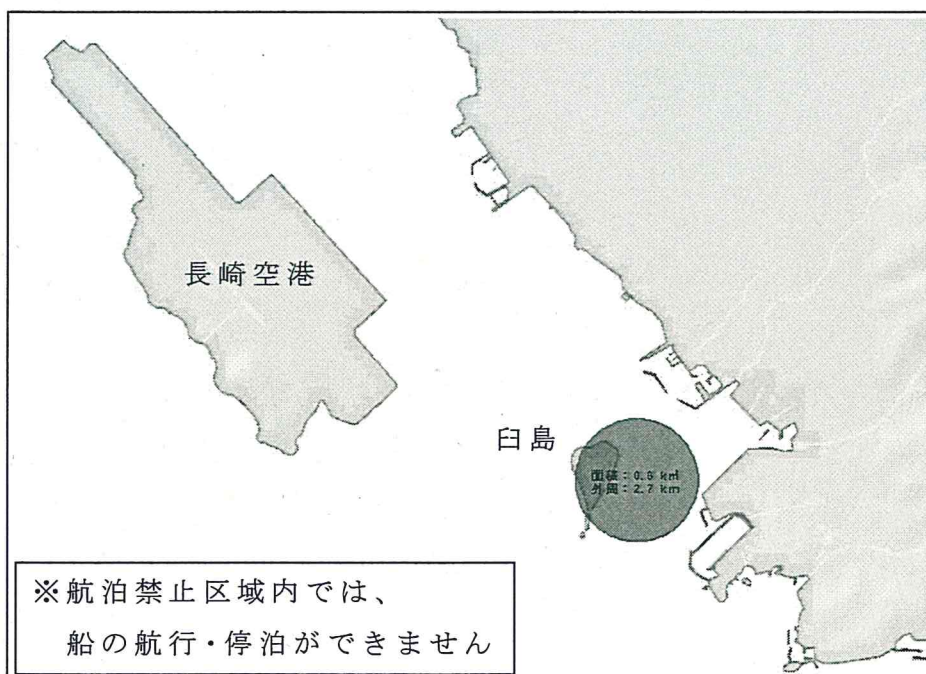 長崎空港
臼島
面積：0.6 ㎢
外周：2.7 km
※航泊禁止区域内では、
船の航行・停泊ができません